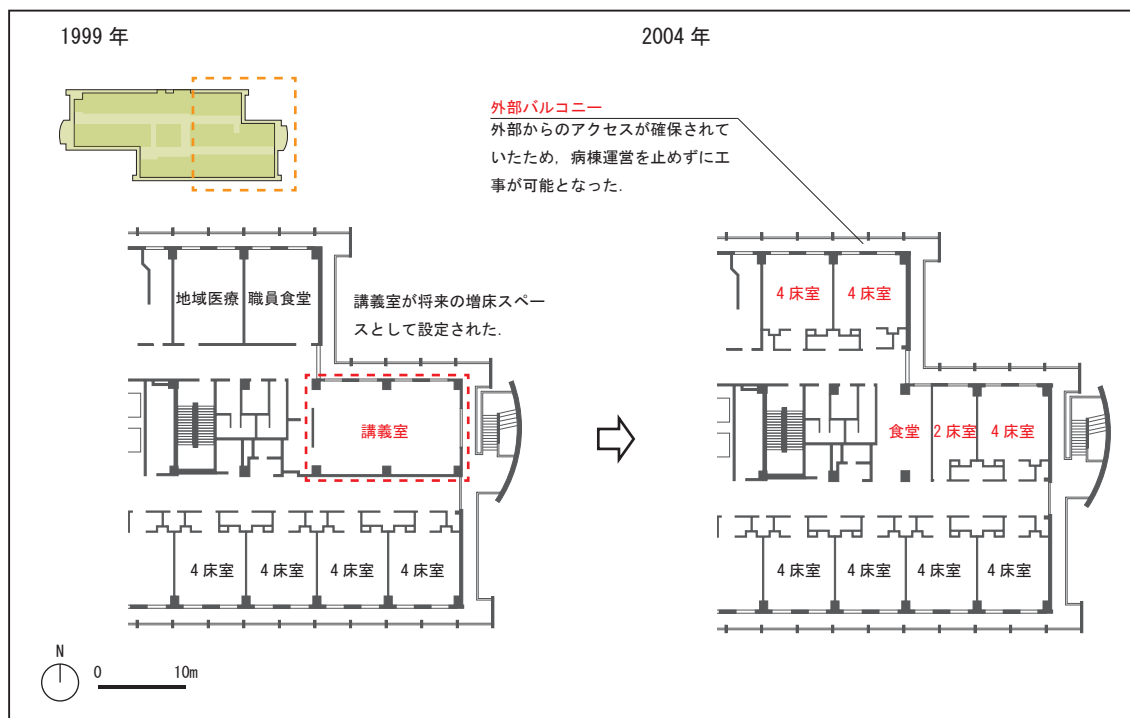 1999 年
2004 年
外部バルコニー
外部からのアクセスが確保されて
いたため，病棟運営を止めずに工
事が可能となった．
地域医療
職員食堂
講義室が将来の増床スペー
スとして設定された．
講義室
4 床室
4 床室
4 床室
4 床室
4 床室
4 床室
食堂
2 床室
4 床室
4 床室
4 床室
4 床室
4 床室
N
0
10m